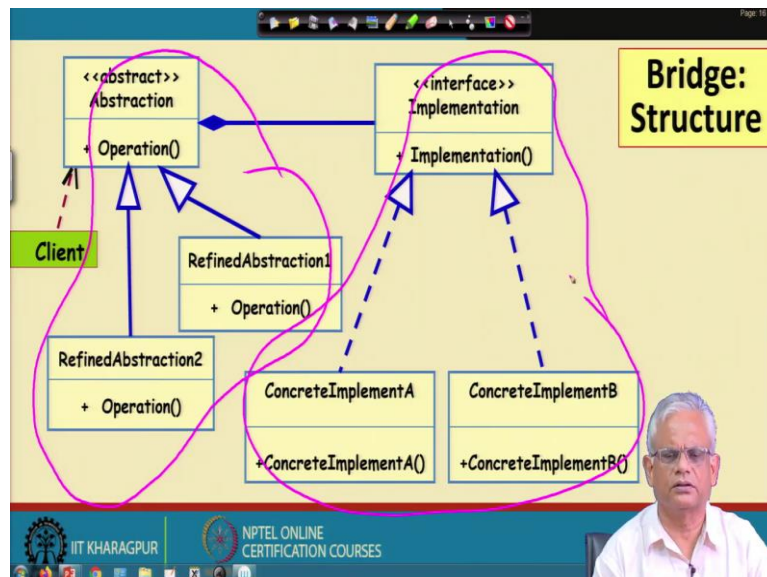 Page: 16
Bridge:
Structure
<<abstract>>
Abstraction
+ Operation()
<<interface>>
Implementation
+ Implementation()
Client
RefinedAbstraction1
+ Operation()
RefinedAbstraction2
+ Operation()
ConcreteImplementA
+ConcreteImplementA()
ConcreteImplementB
+ConcreteImplementB()
IIT KHARAGPUR
NPTEL ONLINE
CERTIFICATION COURSES